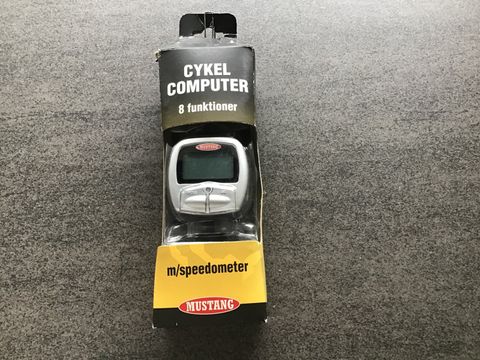 CYKEL
COMPUTER
8 funktioner
MUSTANG
m/speedometer
MUSTANG